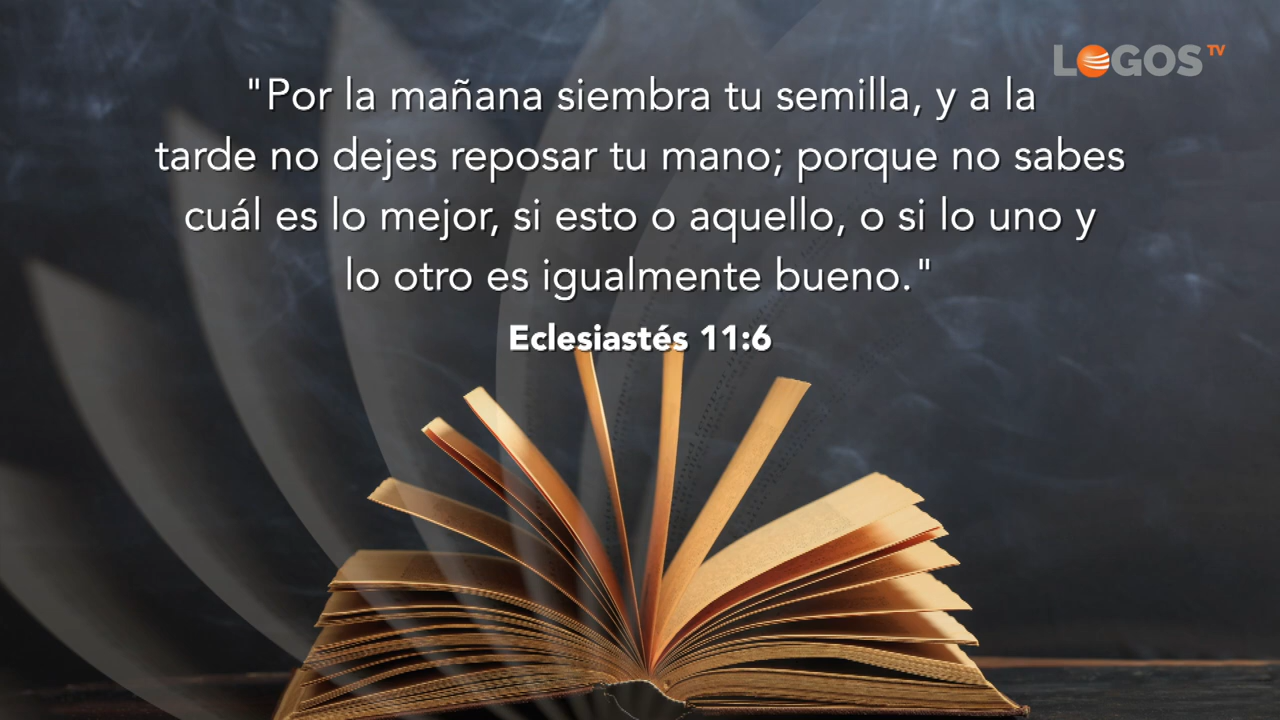 LOGOS TV
"Por la mañana siembra tu semilla, y a la
tarde no dejes reposar tu mano; porque no sabes
cuál es lo mejor, si esto o aquello, o si lo uno y
lo otro es igualmente bueno."
Eclesiastés 11:6